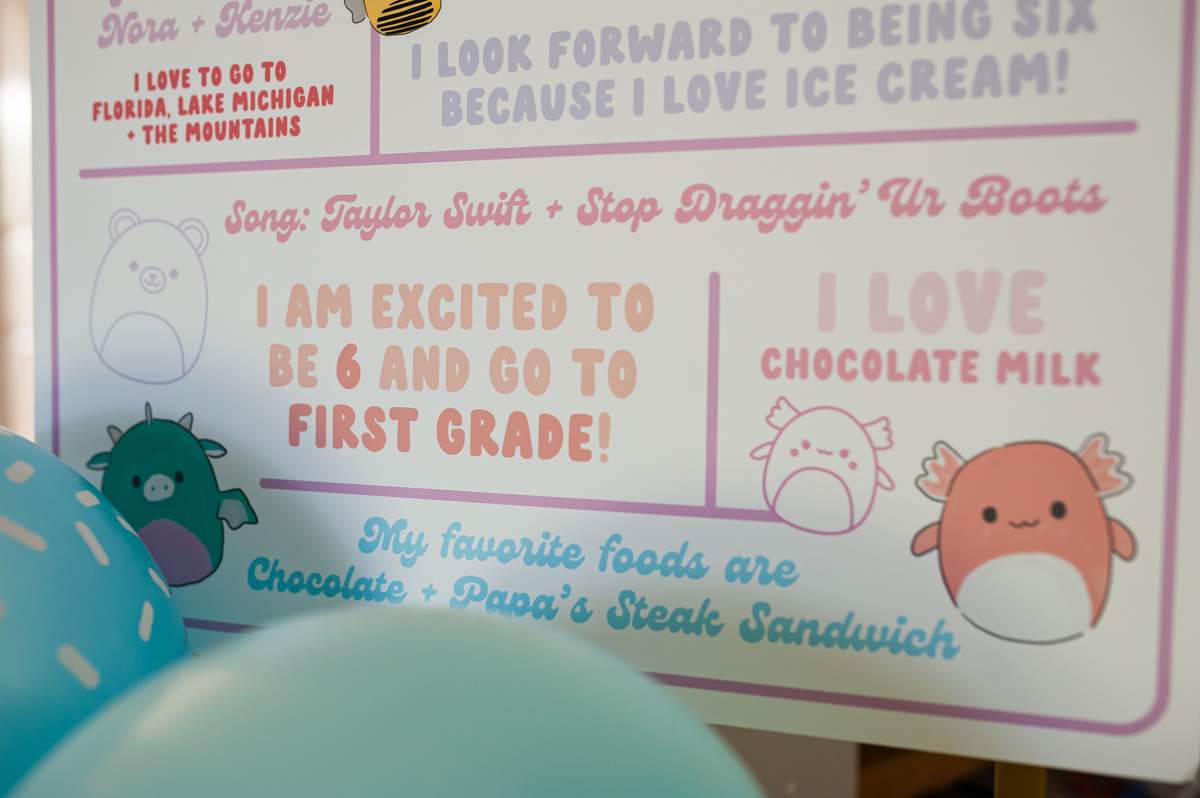 Nora + Kenzie
I LOVE TO GO TO
FLORIDA, LAKE MICHIGAN
+ THE MOUNTAINS
I LOOK FORWARD TO BEING SIX
BECAUSE I LOVE ICE CREAM!
Song: Taylor Swift + Stop Draggin' Ur Boots
I AM EXCITED TO
BE 6 AND GO TO
FIRST GRADE!
I LOVE
CHOCOLATE MILK
My favorite foods are
Chocolate + Papa's Steak Sandwich